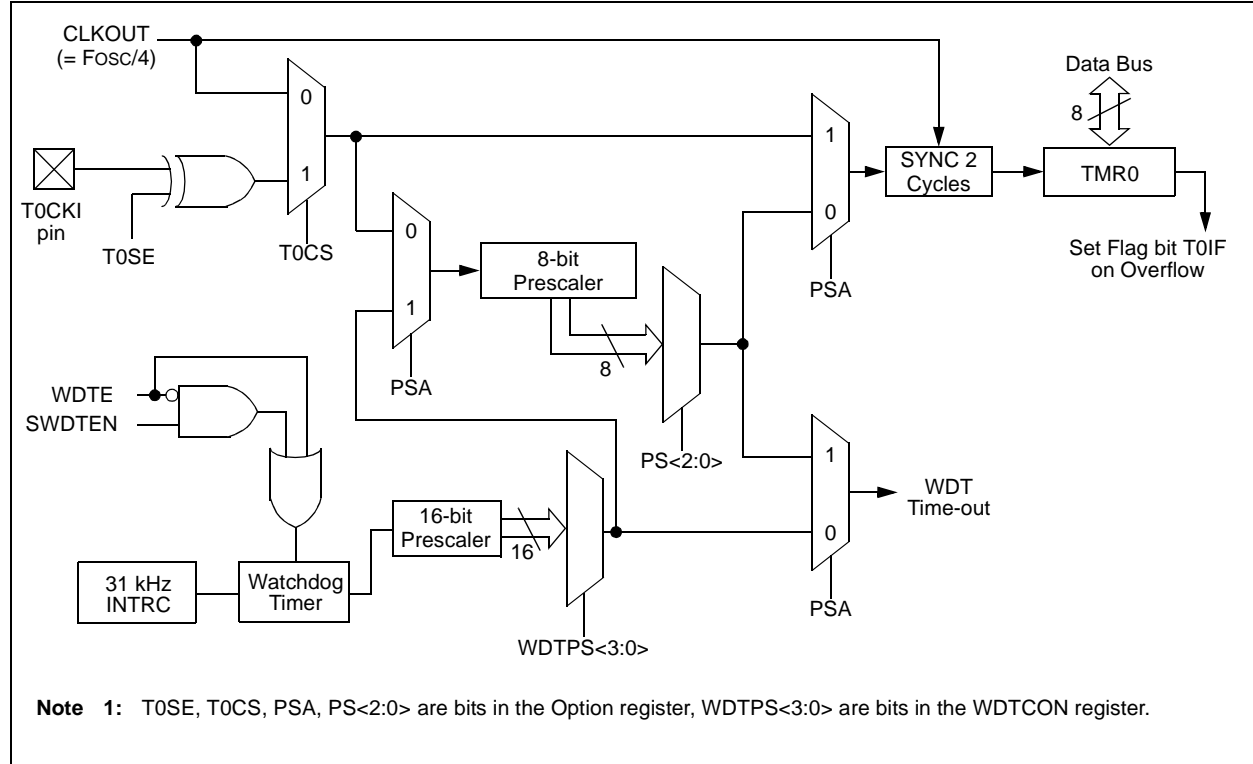 CLKOUT
(= FOSC/4)
Data Bus
8
0
1
T0CKI
pin
T0SE
T0CS
1
0
PSA
SYNC 2
Cycles
TMR0
Set Flag bit T0IF
on Overflow
0
1
PSA
8-bit
Prescaler
8
PS<2:0>
WDTE
SWDTEN
1
0
PSA
WDT
Time-out
16-bit
Prescaler
16
31 kHz
INTRC
Watchdog
Timer
WDTPS<3:0>
Note 1: T0SE, T0CS, PSA, PS<2:0> are bits in the Option register, WDTPS<3:0> are bits in the WDTCON register.